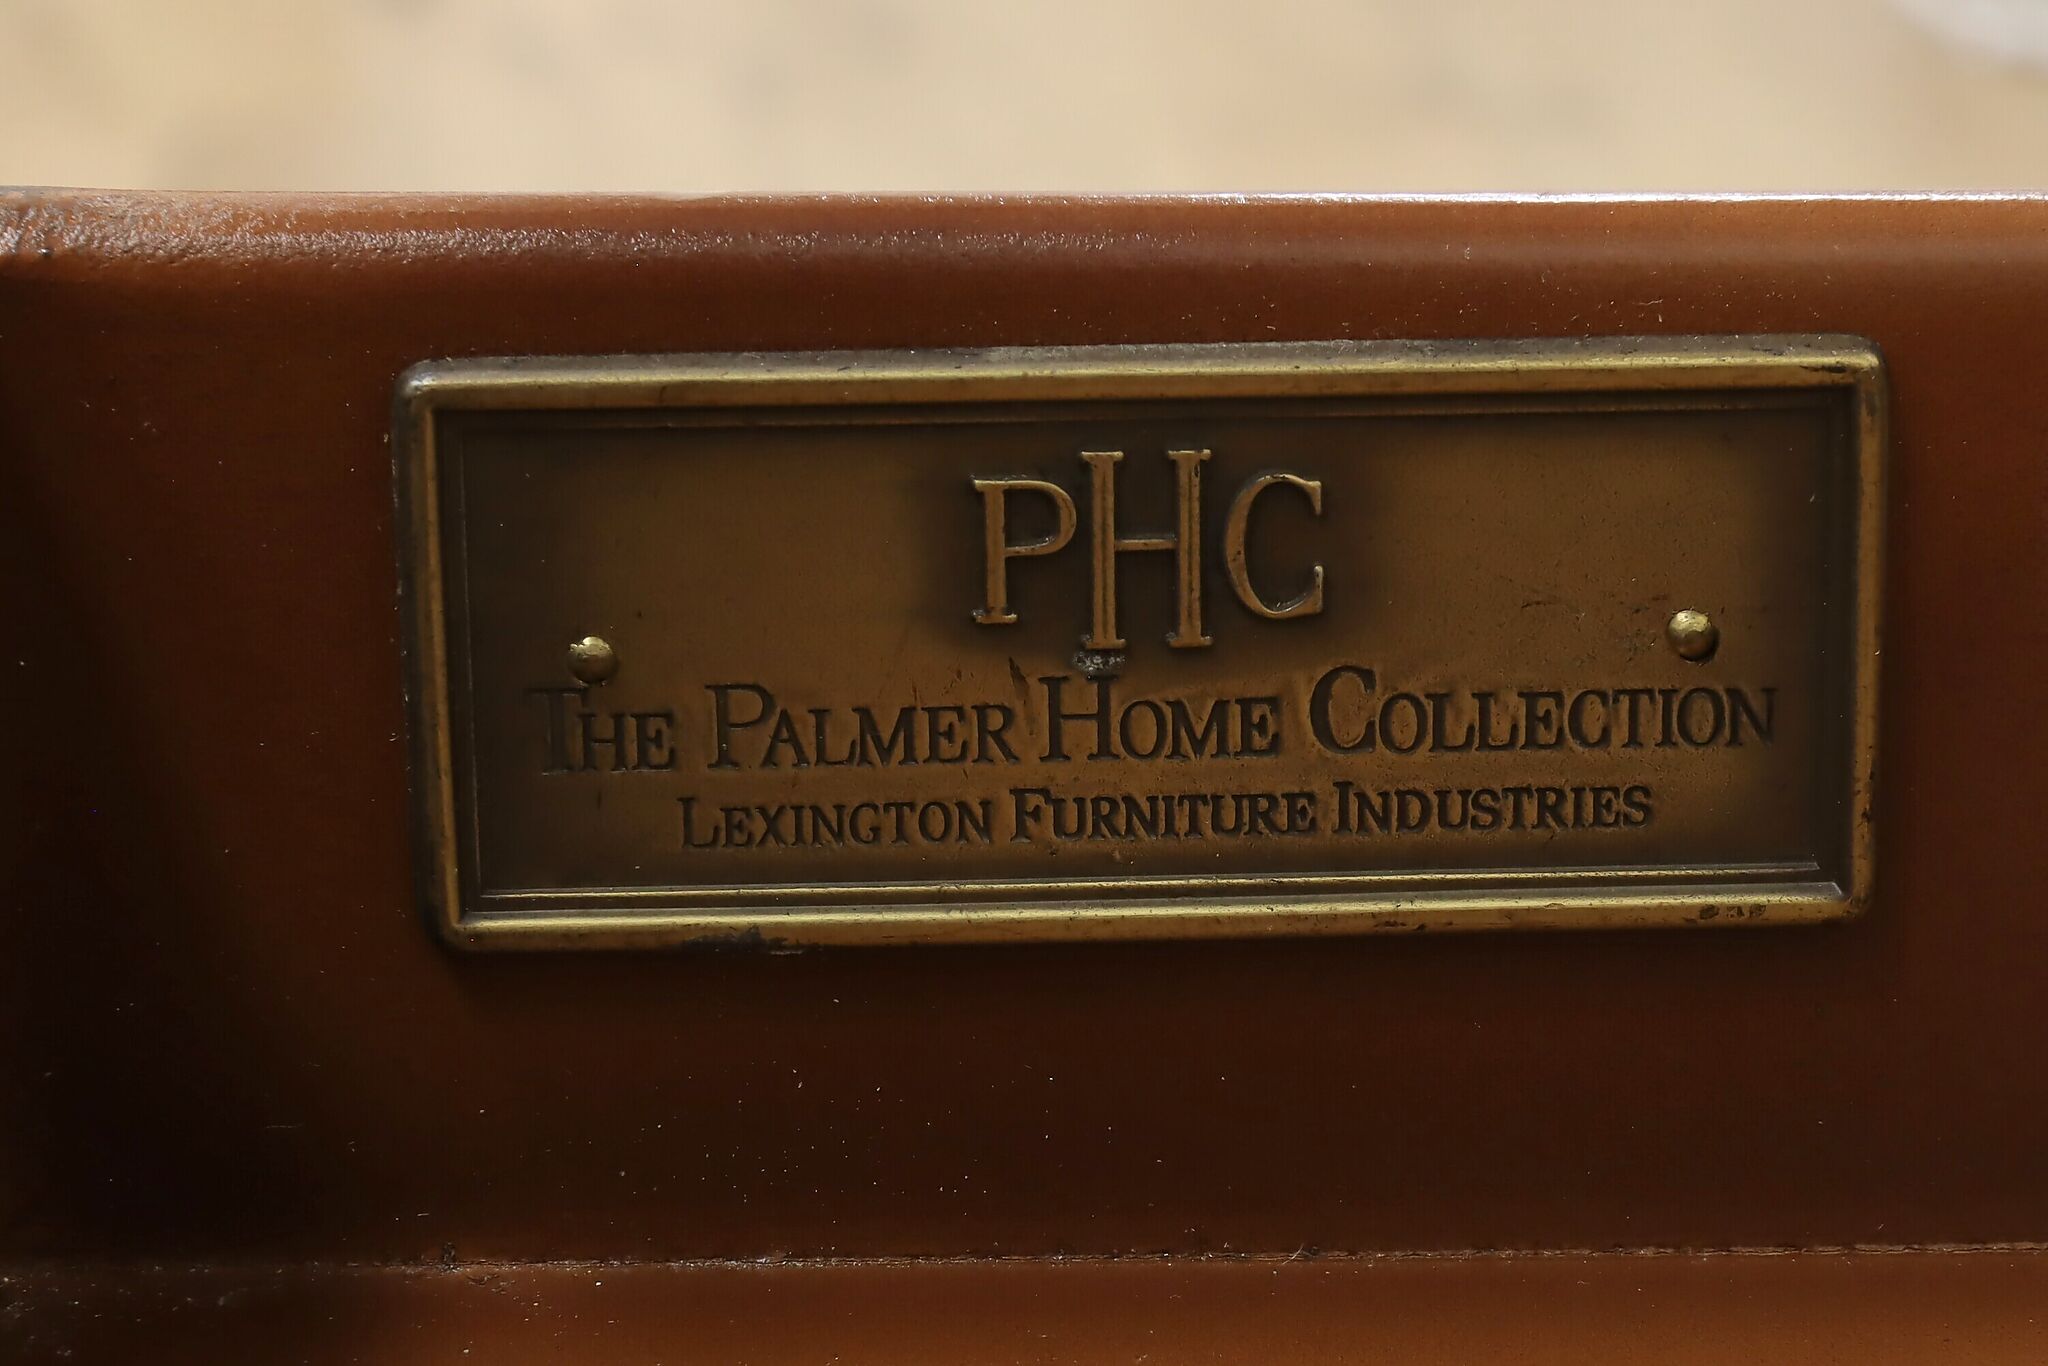 PHC
The Palmer Home Collection
Lexington Furniture Industries